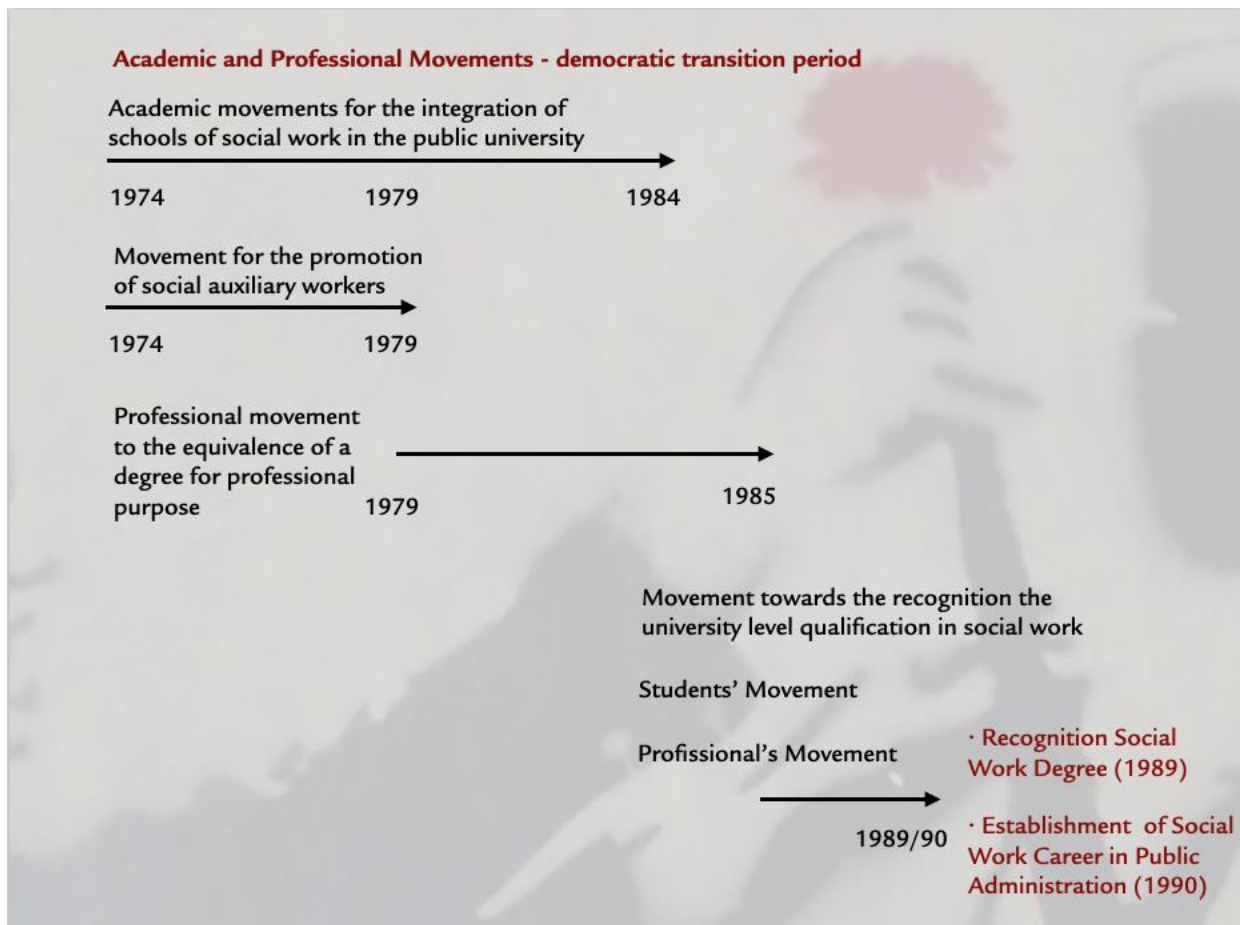 Academic and Professional Movements - democratic transition period
Academic movements for the integration of
schools of social work in the public university
1974 1979 1984
Movement for the promotion
of social auxiliary workers
1974 1979
Professional movement
to the equivalence of a
degree for professional
purpose
1979 1985
Movement towards the recognition the
university level qualification in social work
Students' Movement
Profissional's Movement
1989/90
· Recognition Social
Work Degree (1989)
· Establishment of Social
Work Career in Public
Administration (1990)